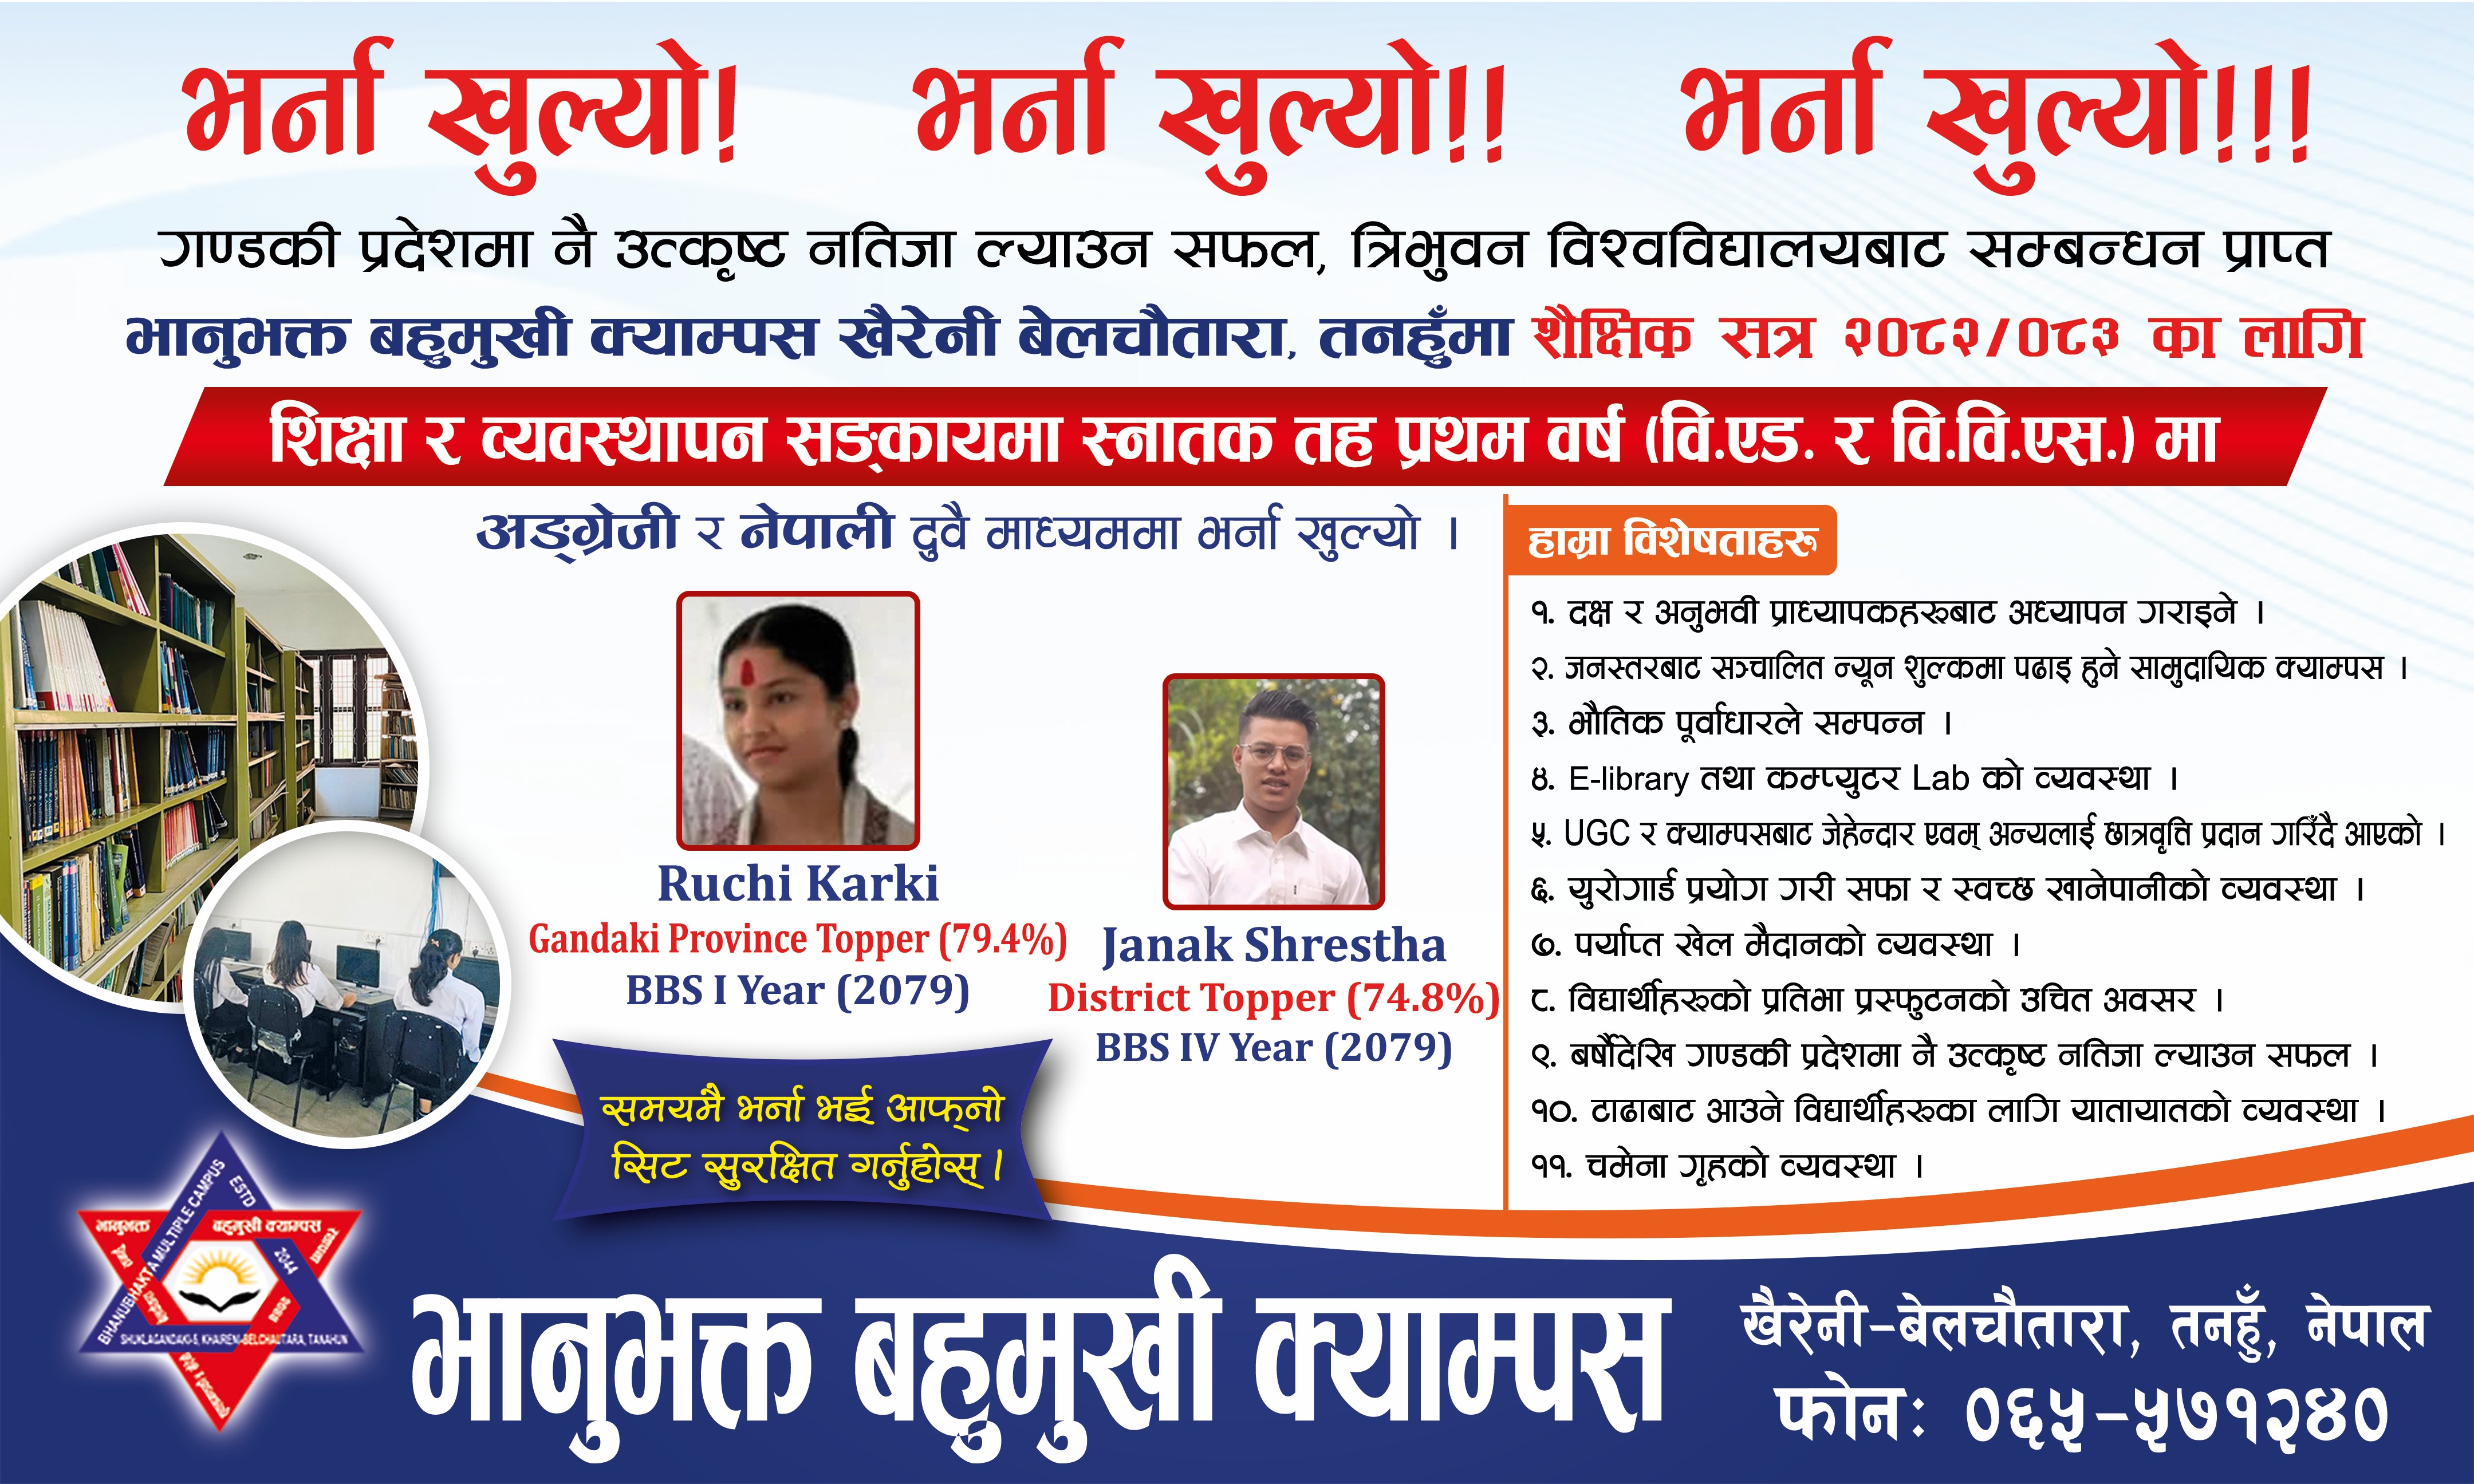 भर्ना खुल्यो! भर्ना खुल्यो!! भर्ना खुल्यो!!!
गण्डकी प्रदेशमा नै उत्कृष्ट नतिजा ल्याउन सफल, त्रिभुवन विश्वविद्यालयबाट सम्बन्धन प्राप्त
भानुभक्त बहुमुखी क्याम्पस खैरेनी बेलचौतारा, तनहुँमा शैक्षिक सत्र २०८२/०८३ का लागि
शिक्षा र व्यवस्थापन सङ्कायमा स्नातक तह प्रथम वर्ष (वि.एड. र वि.वि.एस.) मा
अङ्ग्रेजी र नेपाली दुवै माध्यममा भर्ना खुल्यो ।
Ruchi Karki
Gandaki Province Topper (79.4%)
BBS I Year (2079)
Janak Shrestha
District Topper (74.8%)
BBS IV Year (2079)
समयमै भर्ना भई आफ्नो
सिट सुरक्षित गर्नुहोस् ।
हाम्रा विशेषताहरु
१. दक्ष र अनुभवी प्राध्यापकहरुबाट अध्यापन गराइने ।
२. जनस्तरबाट सञ्चालित न्यून शुल्कमा पढाइ हुने सामुदायिक क्याम्पस ।
३. भौतिक पूर्वाधारले सम्पन्न ।
४. E-library तथा कम्प्युटर Lab को व्यवस्था ।
५. UGC र क्याम्पसबाट जेहेन्दार एवम् अन्यलाई छात्रवृत्ति प्रदान गरिँदै आएको ।
६. युरोगार्ड प्रयोग गरी सफा र स्वच्छ खानेपानीको व्यवस्था ।
७. पर्याप्त खेल मैदानको व्यवस्था ।
८. विद्यार्थीहरुको प्रतिभा प्रस्फुटनको उचित अवसर ।
९. बर्षौंदेखि गण्डकी प्रदेशमा नै उत्कृष्ट नतिजा ल्याउन सफल ।
१०. टाढाबाट आउने विद्यार्थीहरुका लागि यातायातको व्यवस्था ।
११. चमेना गृहको व्यवस्था ।
BHANUBHAKTA MULTIPLE CAMPUS
ESTD 2044
भानुभक्त बहुमुखी क्याम्पस
SHUKLAGANDAKI-5, KHAIRENI-BELCHAUTARA, TANAHUN
भानुभक्त बहुमुखी क्याम्पस
खैरेनी-बेलचौतारा, तनहुँ, नेपाल
फोन: ०६५-५७१२४०